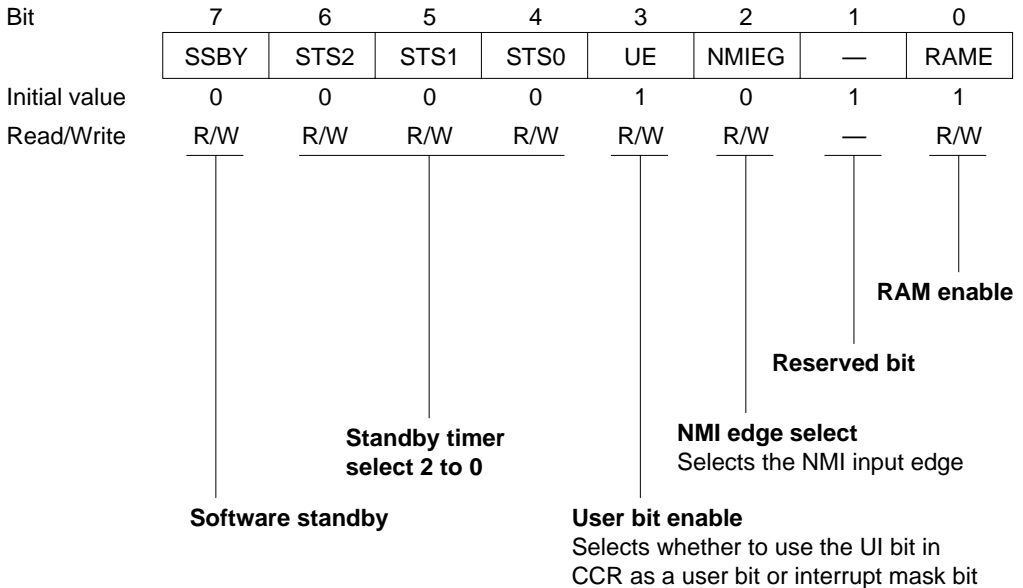 Bit 7 6 5 4 3 2 1 0
SSBY STS2 STS1 STS0 UE NMIEG — RAME
Initial value 0 0 0 0 1 0 1 1
Read/Write R/W R/W R/W R/W R/W R/W — R/W
RAM enable
Reserved bit
NMI edge select
Selects the NMI input edge
Standby timer
select 2 to 0
Software standby
User bit enable
Selects whether to use the UI bit in
CCR as a user bit or interrupt mask bit